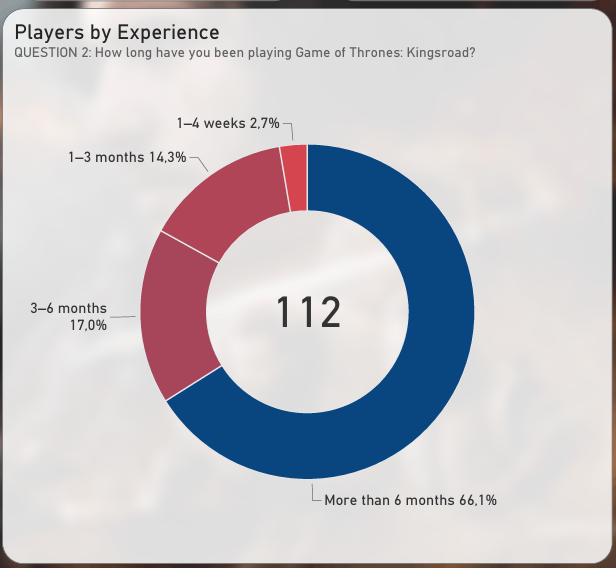 Players by Experience
QUESTION 2: How long have you been playing Game of Thrones: Kingsroad?
1–4 weeks 2,7%
1–3 months 14,3%
3–6 months
17,0%
112
More than 6 months 66,1%